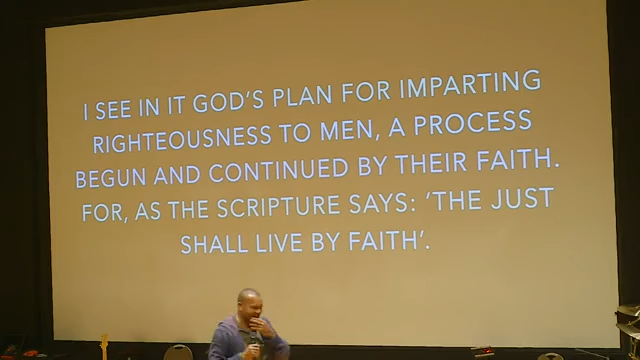 I SEE IN IT GOD'S PLAN FOR IMPARTING
RIGHTEOUSNESS TO MEN, A PROCESS
BEGUN AND CONTINUED BY THEIR FAITH.
FOR, AS THE SCRIPTURE SAYS: ‘THE JUST
SHALL LIVE BY FAITH’.